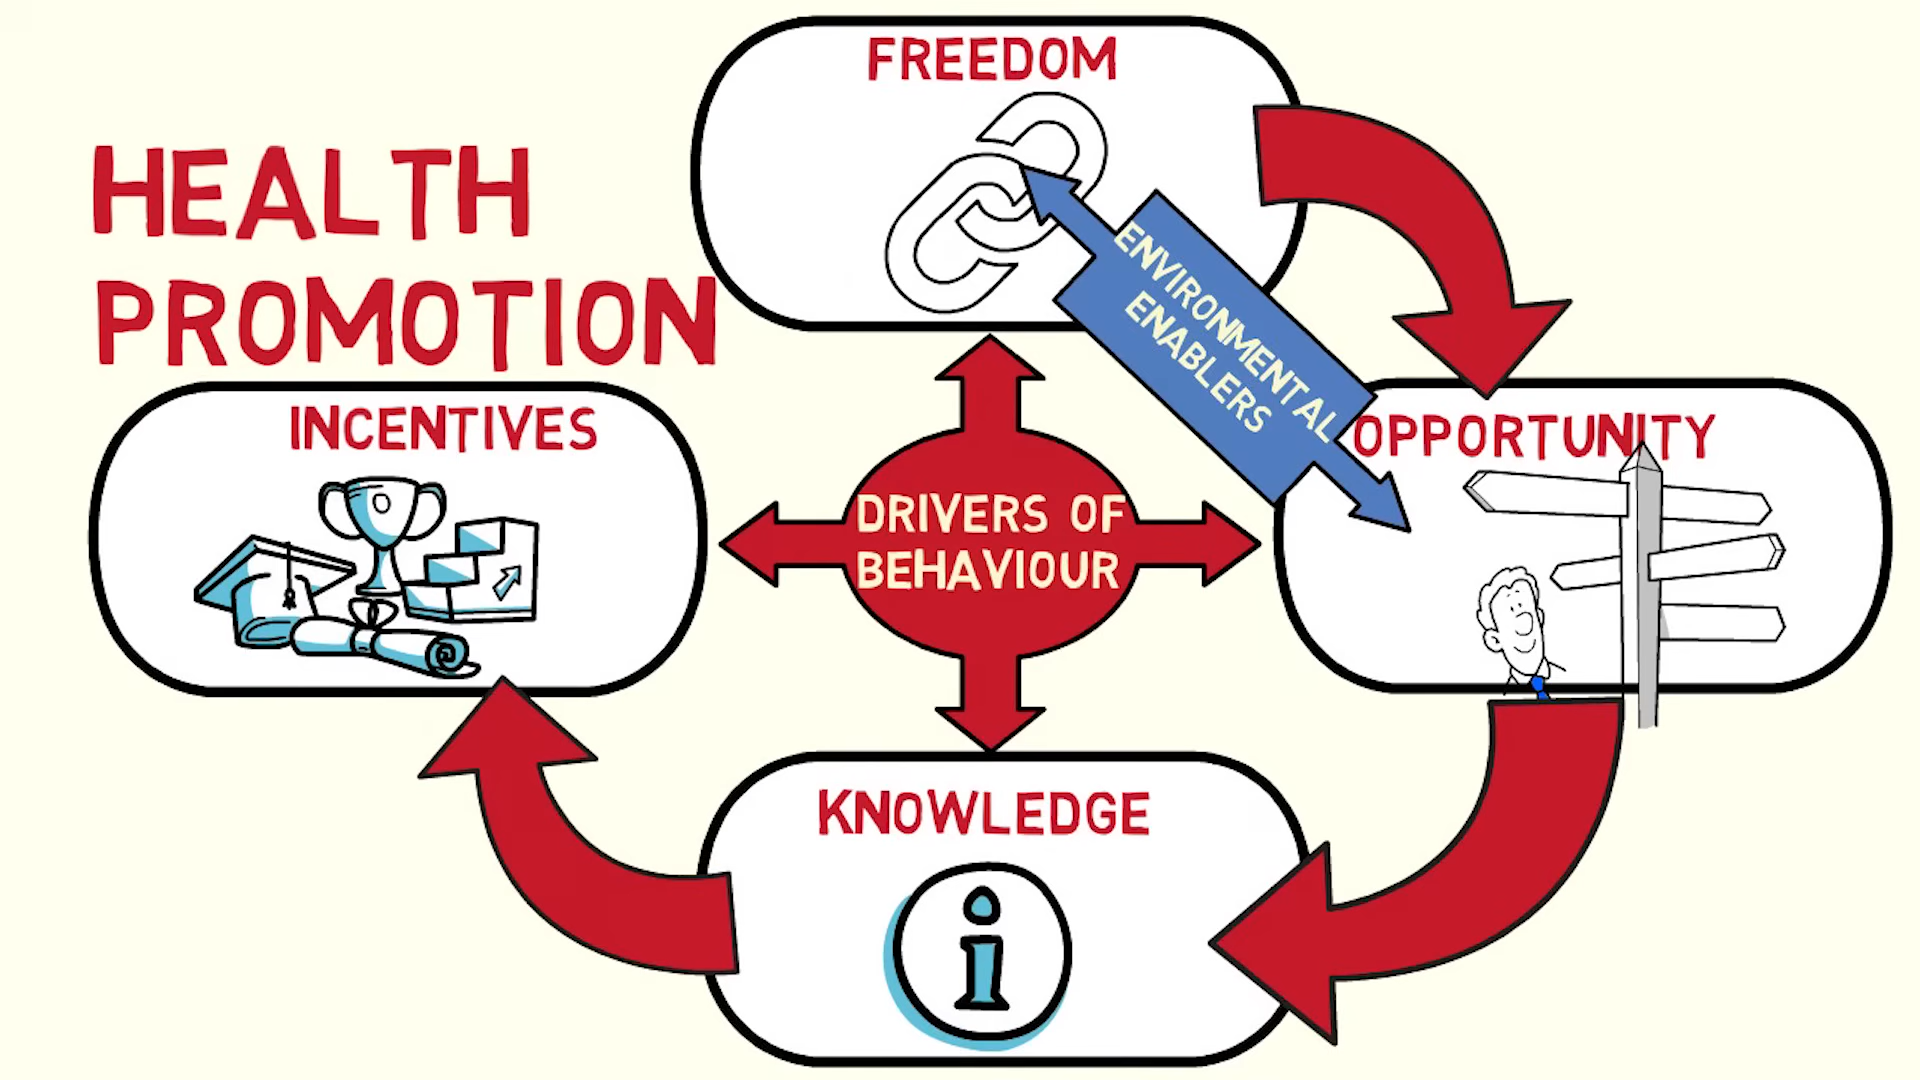 FREEDOM
HEALTH
PROMOTION
ENVIRONMENTAL
ENABLERS
INCENTIVES
OPPORTUNITY
DRIVERS OF
BEHAVIOUR
KNOWLEDGE
i